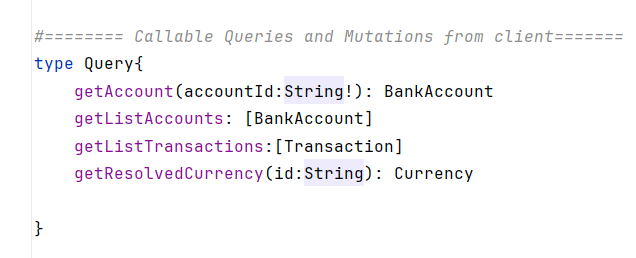 #======== Callable Queries and Mutations from client=======
type Query{
    getAccount(accountId:String!): BankAccount
    getListAccounts: [BankAccount]
    getListTransactions:[Transaction]
    getResolvedCurrency(id:String): Currency
}